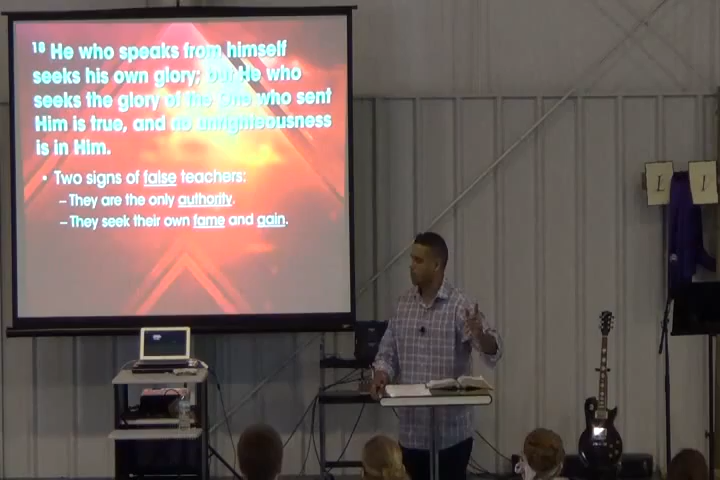 18 He who speaks from himself
seeks his own glory; but He who
seeks the glory of the One who sent
Him is true, and no unrighteousness
is in Him.
• Two signs of false teachers:
– They are the only authority.
– They seek their own fame and gain.
L I